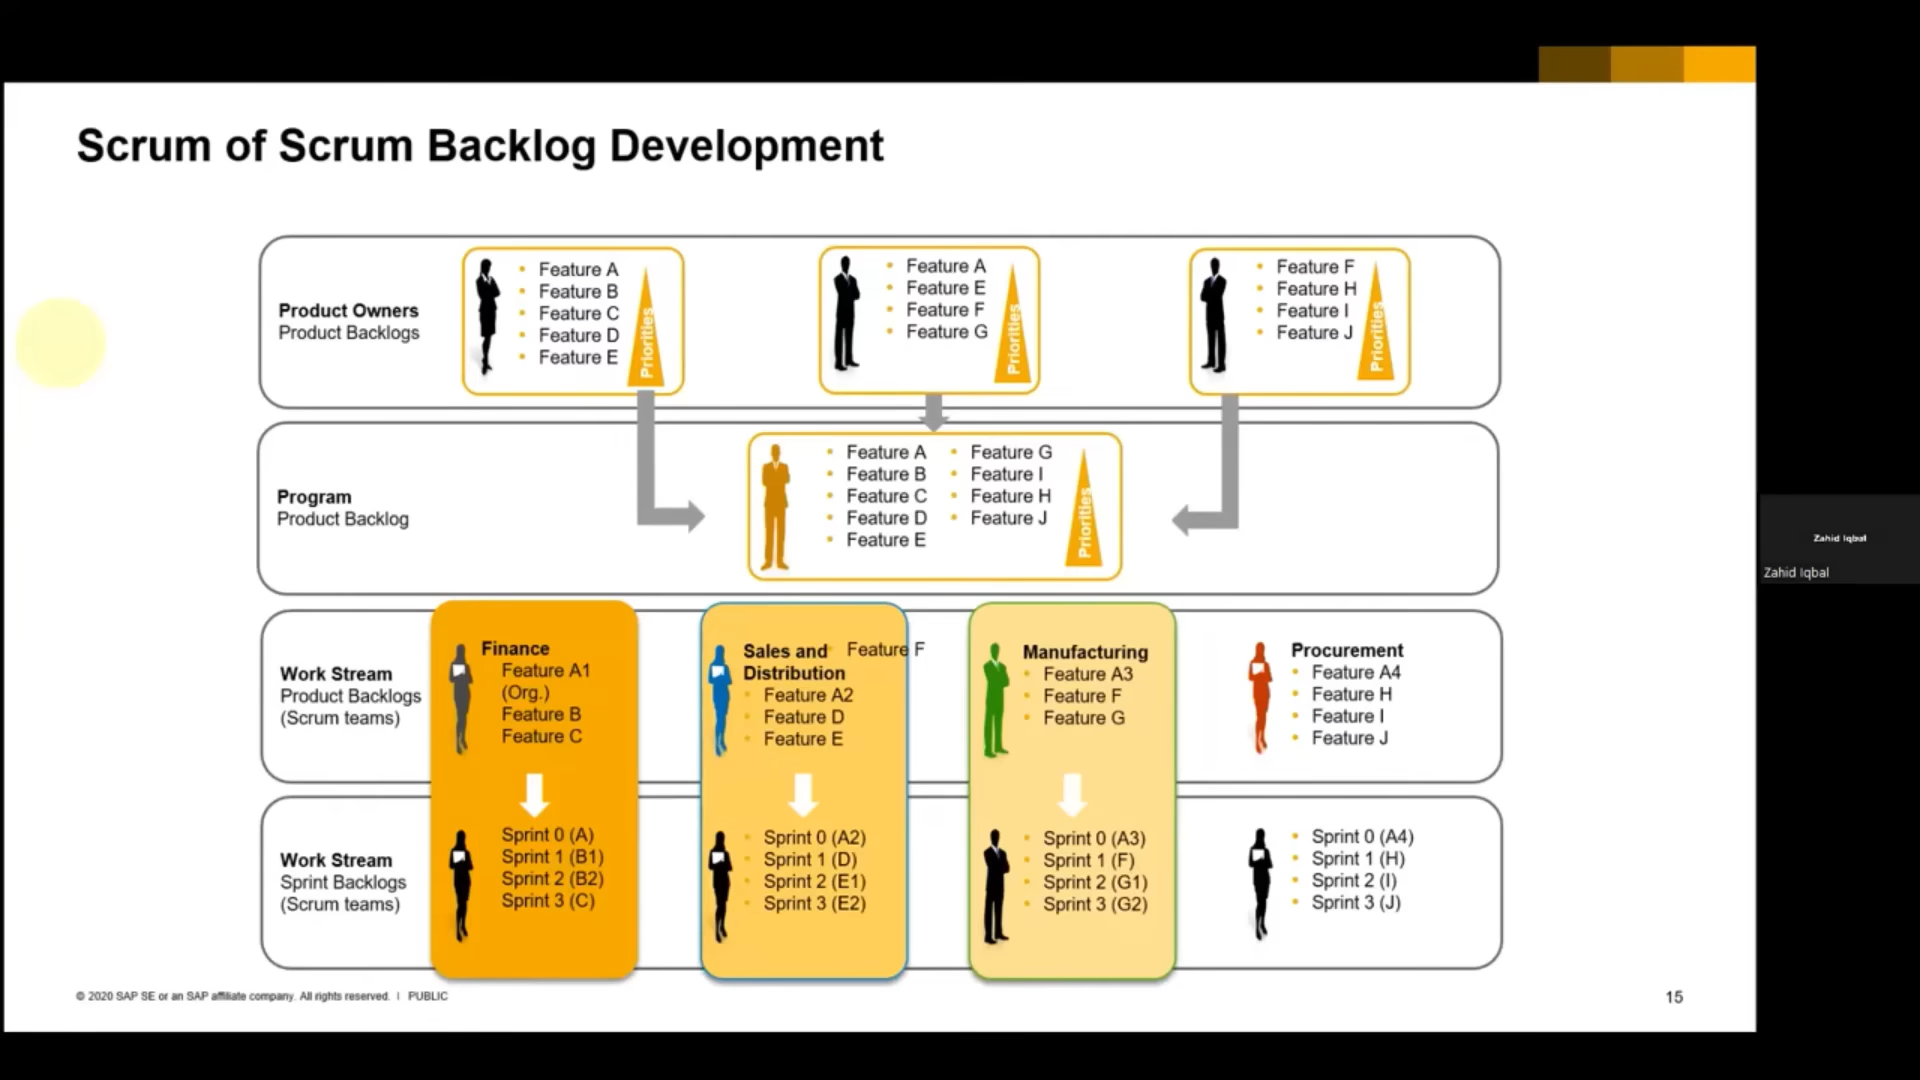 Scrum of Scrum Backlog Development
Product Owners
Product Backlogs
Feature A
Feature B
Feature C
Feature D
Feature E
Priorities
Feature A
Feature E
Feature F
Feature G
Priorities
Feature F
Feature H
Feature I
Feature J
Priorities
Program
Product Backlog
Feature A
Feature B
Feature C
Feature D
Feature E
Feature G
Feature I
Feature H
Feature J
Priorities
Work Stream
Product Backlogs
(Scrum teams)
Finance
Feature A1
(Org.)
Feature B
Feature C
Sales and
Distribution
Feature A2
Feature D
Feature E
Feature F
Manufacturing
Feature A3
Feature F
Feature G
Procurement
Feature A4
Feature H
Feature I
Feature J
Work Stream
Sprint Backlogs
(Scrum teams)
Sprint 0 (A)
Sprint 1 (B1)
Sprint 2 (B2)
Sprint 3 (C)
Sprint 0 (A2)
Sprint 1 (D)
Sprint 2 (E1)
Sprint 3 (E2)
Sprint 0 (A3)
Sprint 1 (F)
Sprint 2 (G1)
Sprint 3 (G2)
Sprint 0 (A4)
Sprint 1 (H)
Sprint 2 (I)
Sprint 3 (J)
© 2020 SAP SE or an SAP affiliate company. All rights reserved. | PUBLIC
15
Zahid Iqbal
Zahid Iqbal